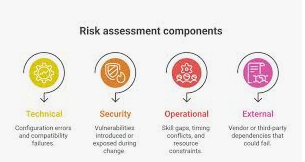 Risk assessment components
Technical
Configuration errors
and compatibility
failures.
Security
Vulnerabilities
introduced or
exposed during
change.
Operational
Skill gaps, timing
conflicts, and
resource
constraints.
External
Vendor or third-party
dependencies that
could fail.